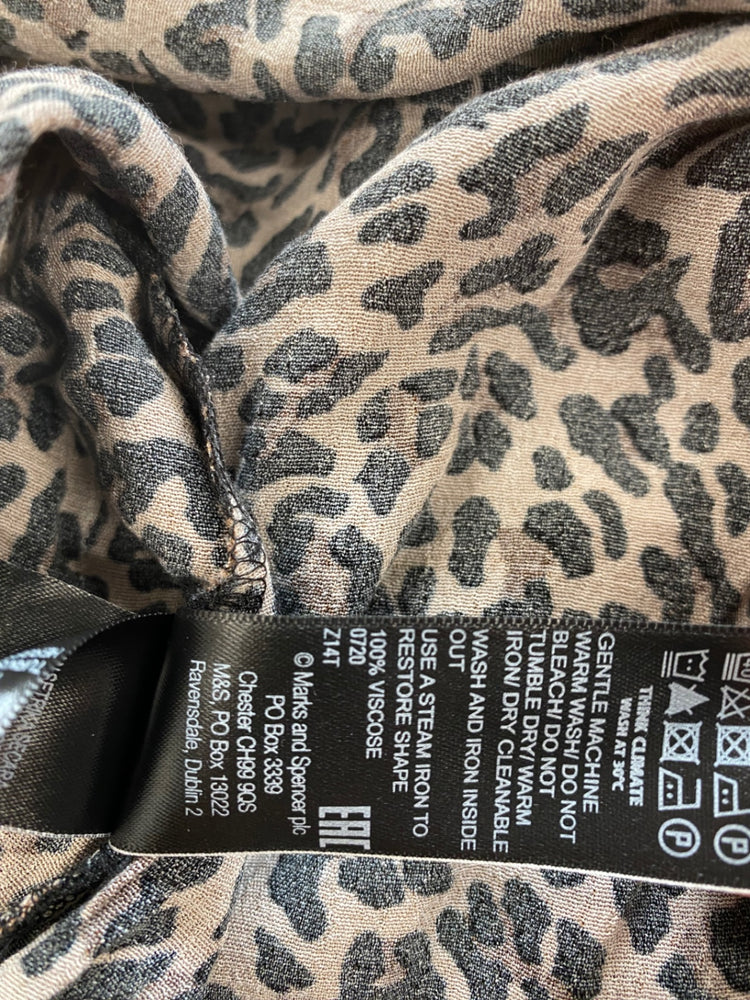 THINK CLIMATE
WASH AT 30°C
GENTLE MACHINE
WARM WASH/ DO NOT
BLEACH/ DO NOT
TUMBLE DRY/ WARM
IRON/ DRY CLEANABLE
WASH AND IRON INSIDE
OUT
USE A STEAM IRON TO
RESTORE SHAPE
100% VISCOSE
0720
Z14T
EAC
© Marks and Spencer plc
PO Box 3339
Chester CH99 9QS
M&S, PO Box 13022
Ravensdale, Dublin 2
P
P